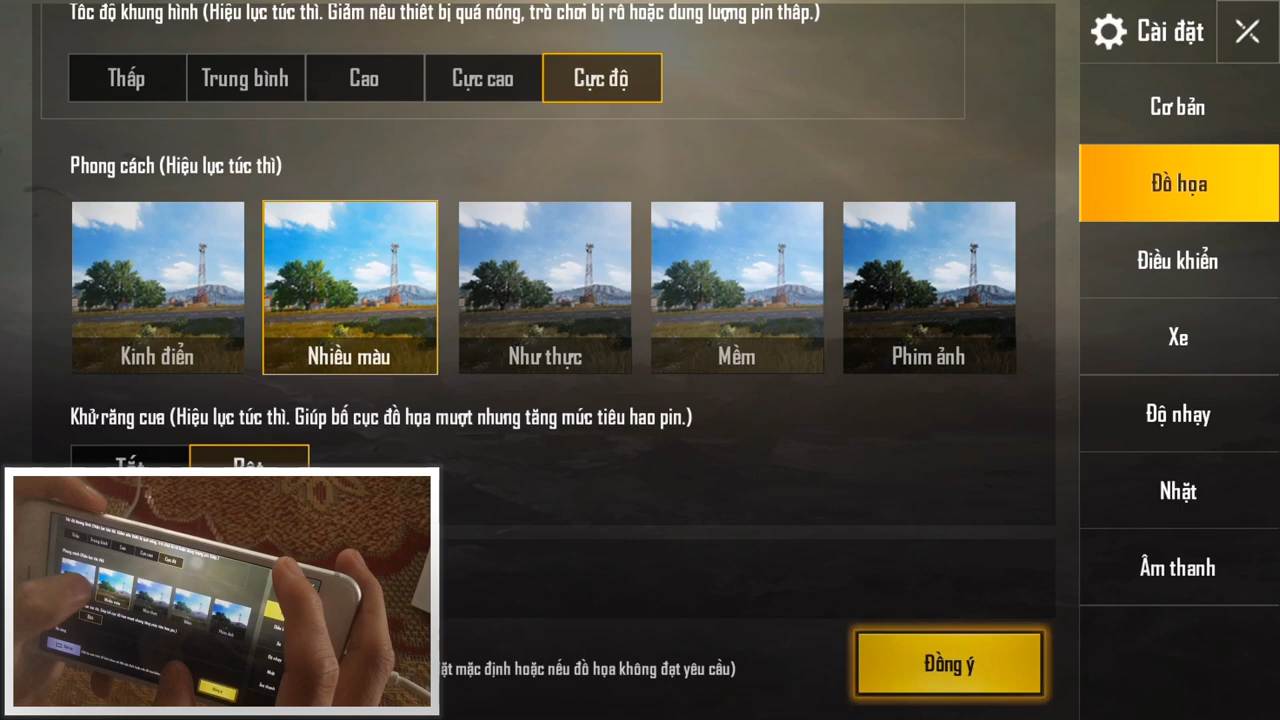 Tốc độ khung hình (Hiệu lực tức thì. Giảm nếu thiết bị quá nóng, trò chơi bị rõ hoặc dung lượng pin thấp.)
Thấp
Trung bình
Cao
Cực cao
Cực độ
Phong cách (Hiệu lực tức thì)
Kinh điển
Nhiều màu
Như thực
Mềm
Phim ảnh
Khử răng cưa (Hiệu lực tức thì. Giúp bố cục đồ họa mượt nhưng tăng mức tiêu hao pin.)
Tắt
Bật
đặt mặc định hoặc nếu đồ họa không đạt yêu cầu)
Đồng ý
Cài đặt
Cơ bản
Đồ họa
Điều khiển
Xe
Độ nhạy
Nhặt
Âm thanh